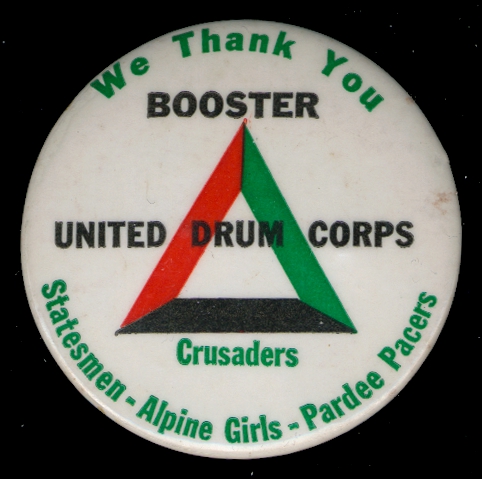 We Thank You
BOOSTER
UNITED DRUM CORPS
Crusaders
Statesmen - Alpine Girls - Pardee Pacers